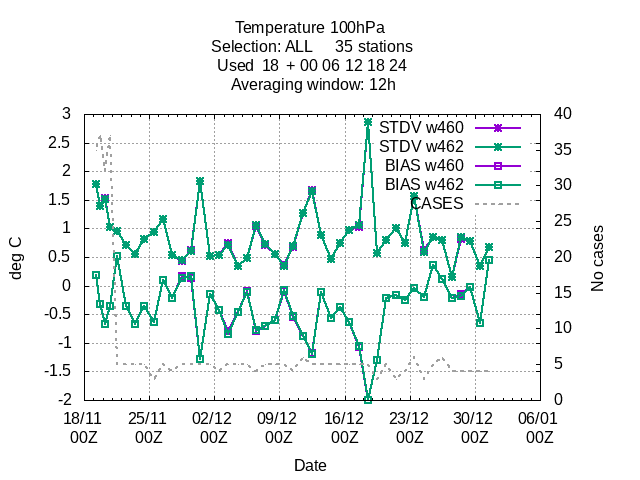 Temperature 100hPa
Selection: ALL 35 stations
Used 18 + 00 06 12 18 24
Averaging window: 12h
3 40
STDV w460
2.5 35
STDV w462
BIAS w460
2 30
BIAS w462
1.5
CASES
25
1
0.5 20
0 15
-0.5
10
-1
-1.5 5
-2 0
deg C
No cases
18/11 25/11 02/12 09/12 16/12 23/12 30/12 06/01
00Z 00Z 00Z 00Z 00Z 00Z 00Z 00Z
Date